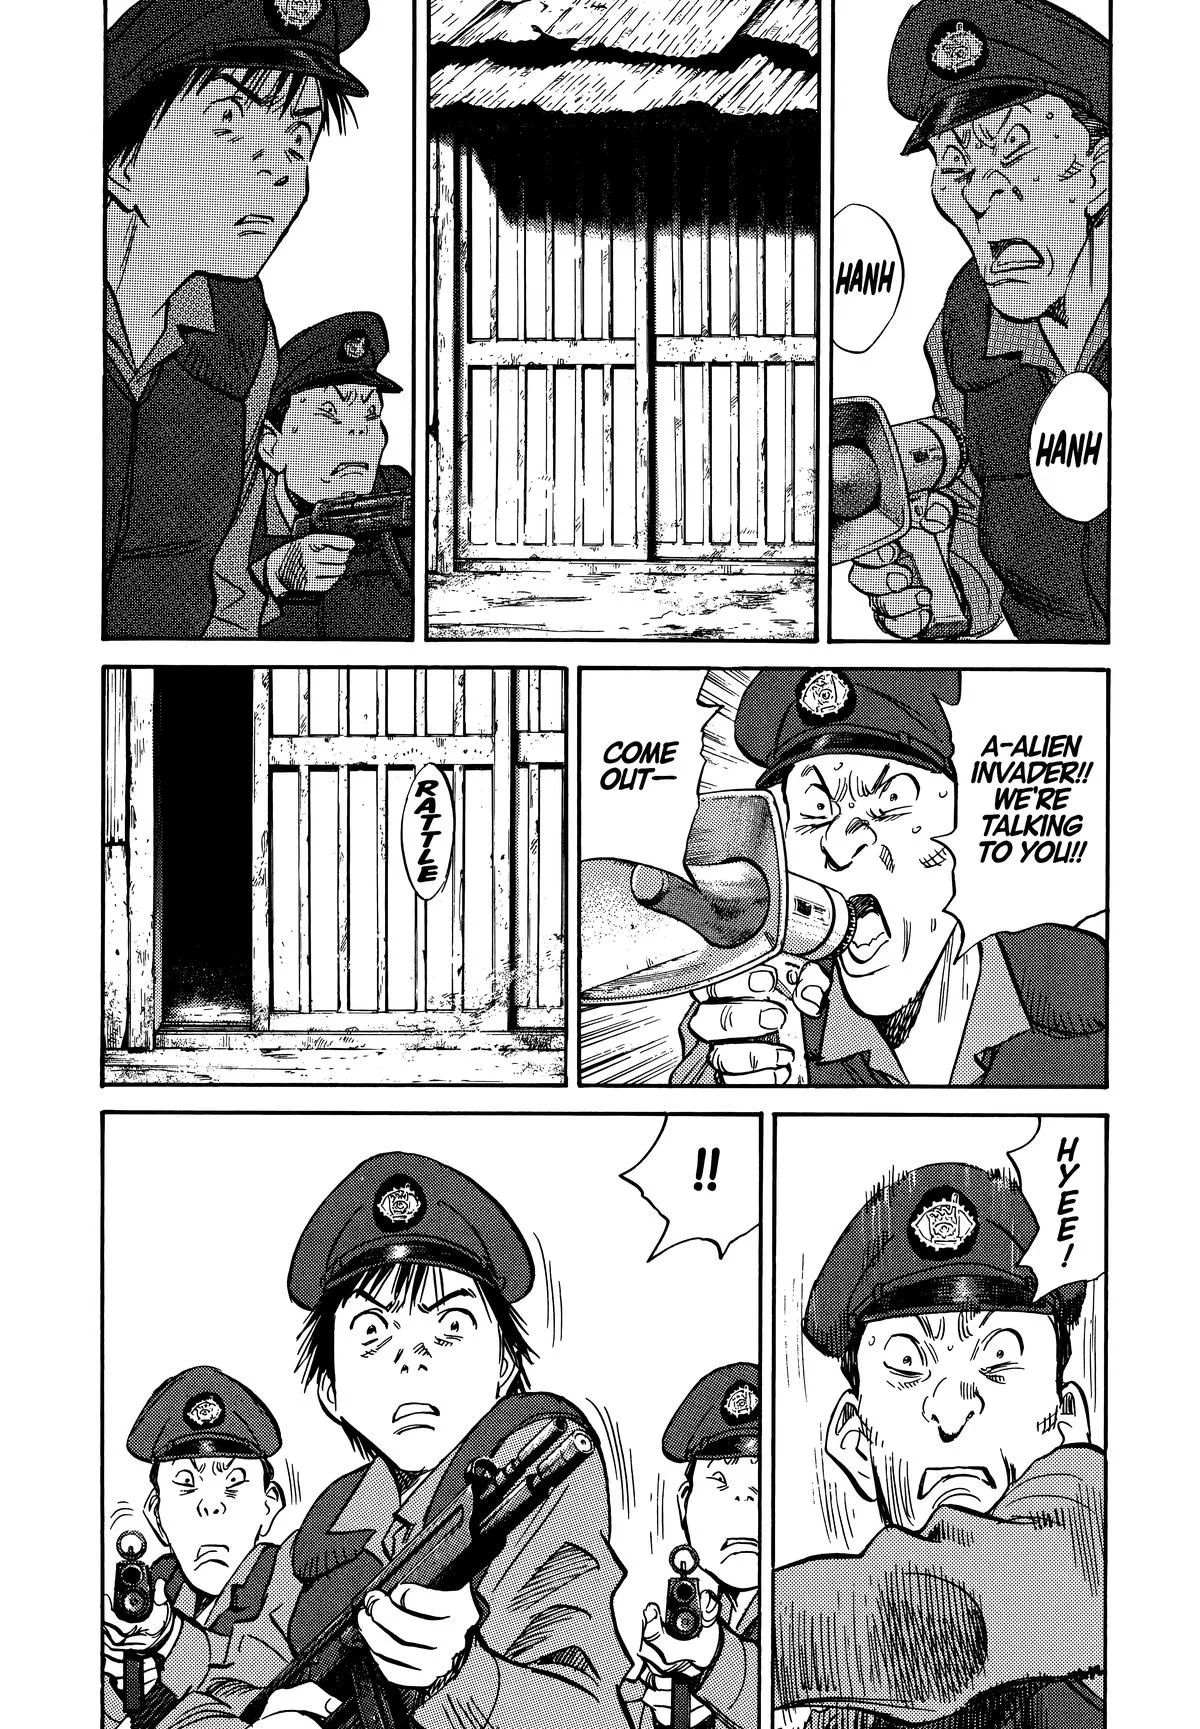 HANH
HANH
A-ALIEN
INVADER!!
WE'RE
TALKING
TO YOU!!
COME
OUT—
RATTLE
HYEE!
!!